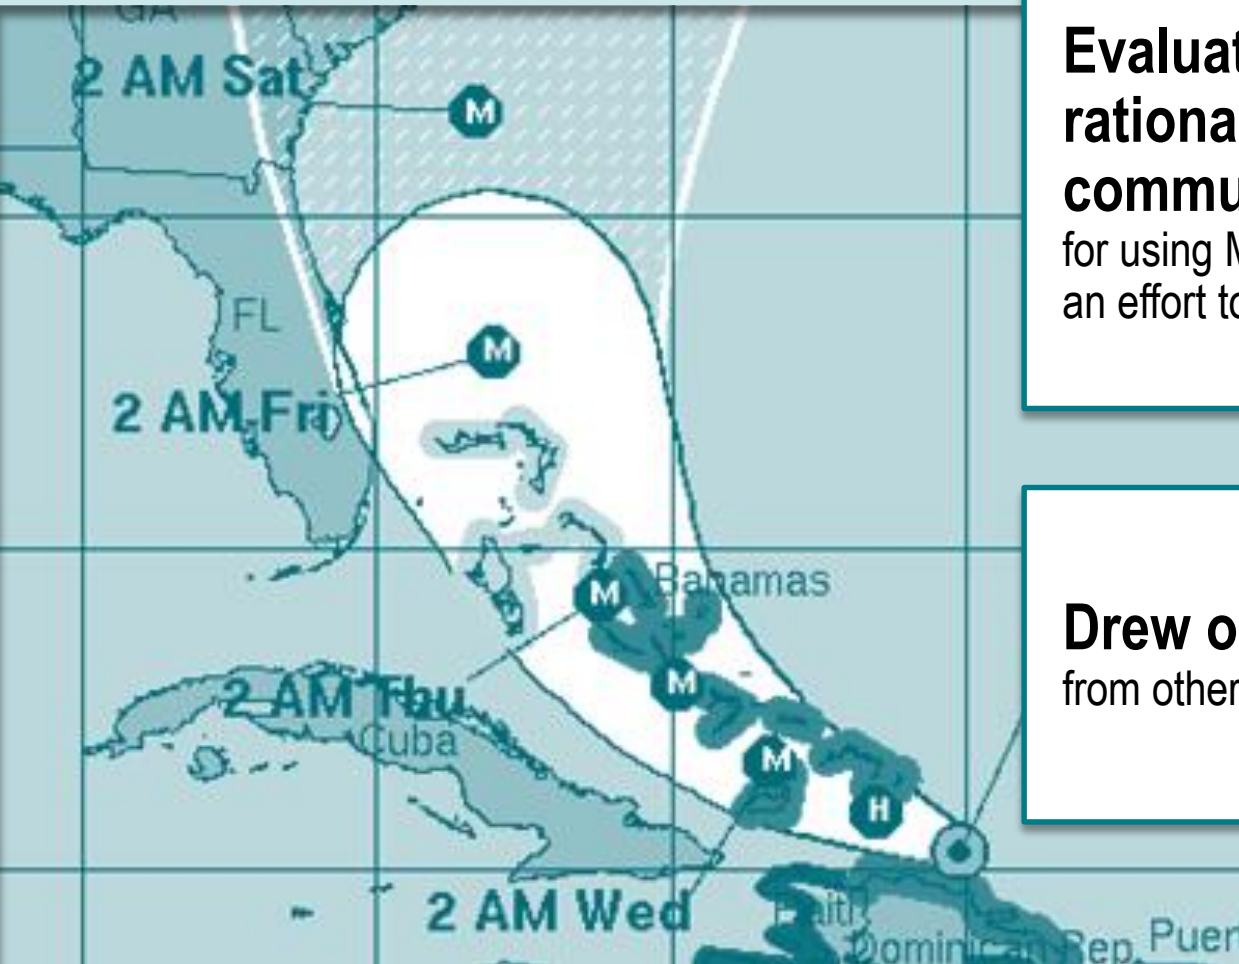 GA
2 AM Sat
M
FL
M
2 AM Fri
Bahamas
M
M
2 AM Thu
Cuba
M
H
2 AM Wed
Haiti
Dominican Rep.
Puer
Evaluat
rationa
commu
for using M
an effort to
Drew o
from other